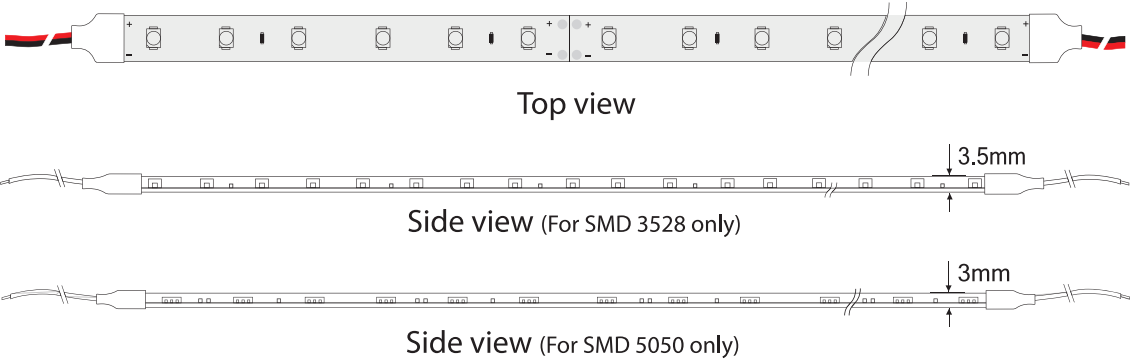 + + + +
- - - -
Top view
3.5mm
Side view (For SMD 3528 only)
3mm
Side view (For SMD 5050 only)